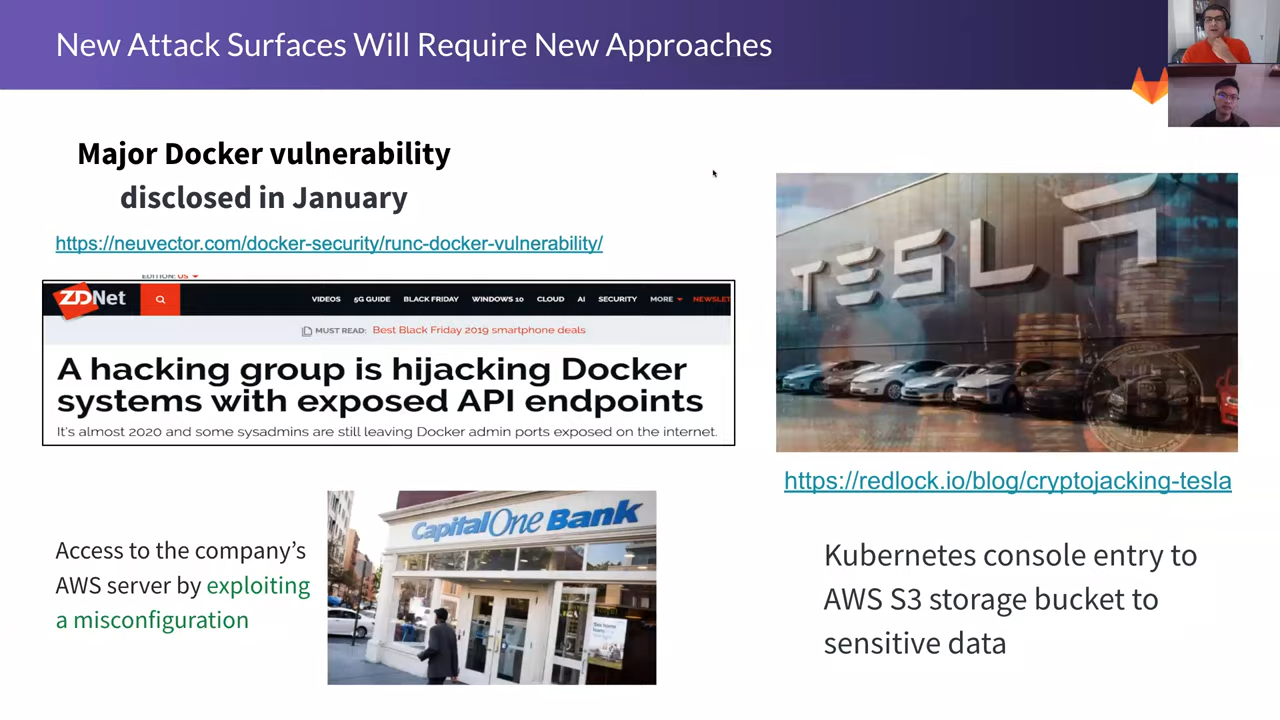 New Attack Surfaces Will Require New Approaches
Major Docker vulnerability
disclosed in January
https://neuvector.com/docker-security/runc-docker-vulnerability/
EDITION: US
ZDNet
VIDEOS 5G GUIDE BLACK FRIDAY WINDOWS 10 CLOUD AI SECURITY MORE NEWSLET
MUST READ: Best Black Friday 2019 smartphone deals
A hacking group is hijacking Docker
systems with exposed API endpoints
It's almost 2020 and some sysadmins are still leaving Docker admin ports exposed on the internet.
Access to the company's
AWS server by exploiting
a misconfiguration
Capital One Bank
TESLA
https://redlock.io/blog/cryptojacking-tesla
Kubernetes console entry to
AWS S3 storage bucket to
sensitive data